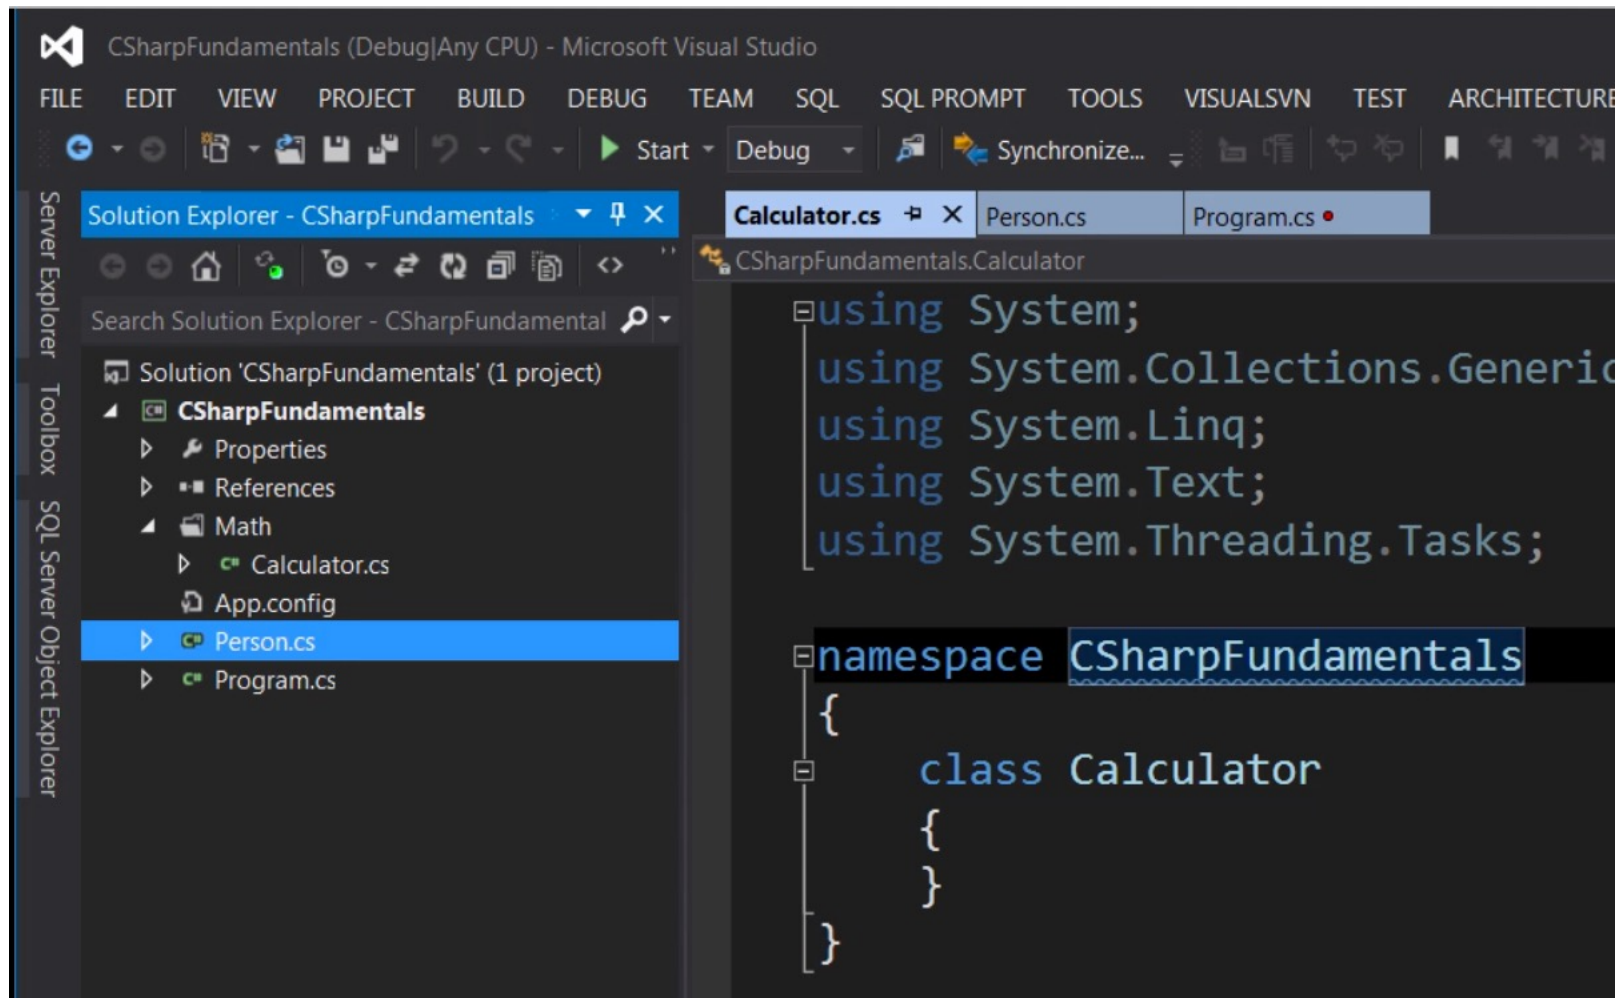 CSharpFundamentals (Debug|Any CPU) - Microsoft Visual Studio
FILE EDIT VIEW PROJECT BUILD DEBUG TEAM SQL SQL PROMPT TOOLS VISUALSVN TEST ARCHITECTURE
Start Debug Synchronize...
Server Explorer
Toolbox
SQL Server Object Explorer
Solution Explorer - CSharpFundamentals
Search Solution Explorer - CSharpFundamental
Solution 'CSharpFundamentals' (1 project)
C# CSharpFundamentals
Properties
References
Math
C# Calculator.cs
App.config
C# Person.cs
C# Program.cs
Calculator.cs Person.cs Program.cs
CSharpFundamentals.Calculator
using System;
using System.Collections.Generic
using System.Linq;
using System.Text;
using System.Threading.Tasks;
namespace CSharpFundamentals
{
class Calculator
{
}
}